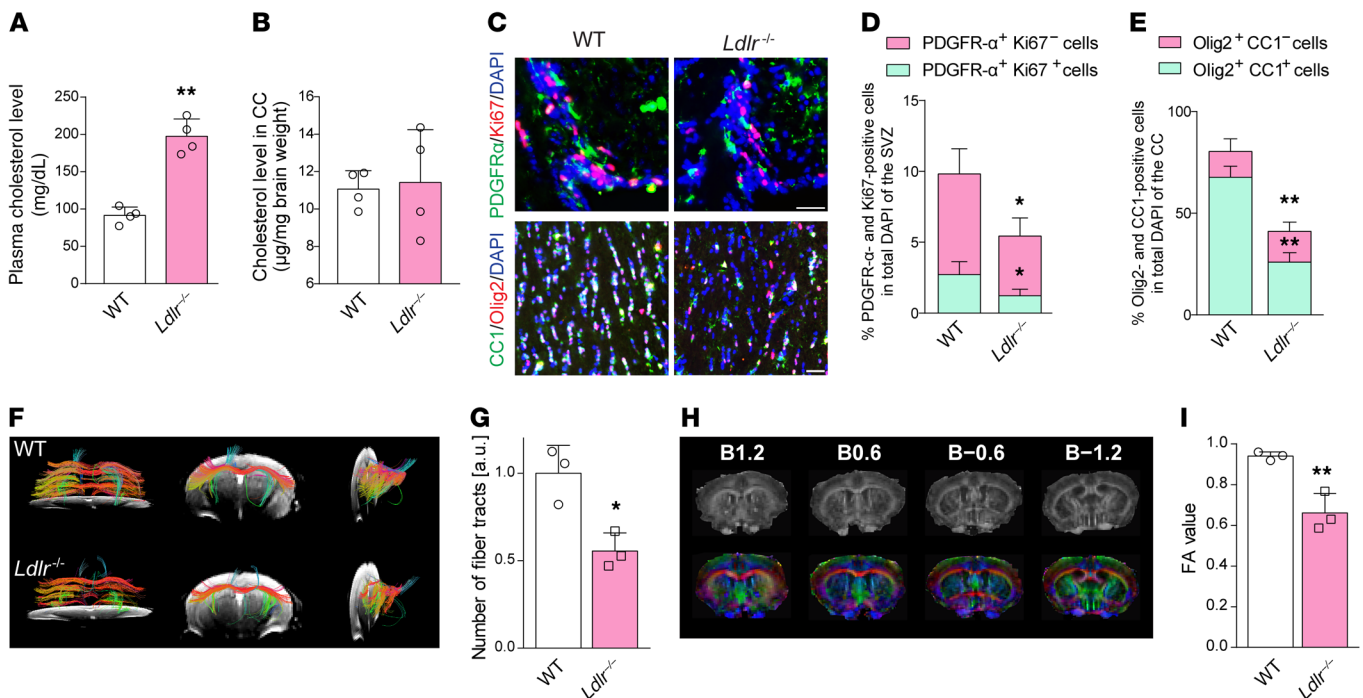 A
Plasma cholesterol level
(mg/dL)
250
200
150
100
50
0
**
WT
Ldlr⁻/⁻
B
Cholesterol level in CC
(µg/mg brain weight)
16
14
12
10
8
6
WT
Ldlr⁻/⁻
C
WT
Ldlr⁻/⁻
PDGFRα/Ki67/DAPI
CC1/Olig2/DAPI
D
PDGFR-α⁺ Ki67⁻ cells
PDGFR-α⁺ Ki67⁺ cells
% PDGFR-α- and Ki67-positive cells
in total DAPI of the SVZ
15
10
5
0
*
*
WT
Ldlr⁻/⁻
E
Olig2⁺ CC1⁻ cells
Olig2⁺ CC1⁺ cells
% Olig2- and CC1-positive cells
in total DAPI of the CC
100
50
0
**
**
WT
Ldlr⁻/⁻
F
WT
Ldlr⁻/⁻
G
Number of fiber tracts [a.u.]
1.0
0.5
0.0
*
WT
Ldlr⁻/⁻
H
B1.2 B0.6 B−0.6 B−1.2
I
FA value
1.0
0.8
0.6
0.4
0.2
0.0
**
WT
Ldlr⁻/⁻